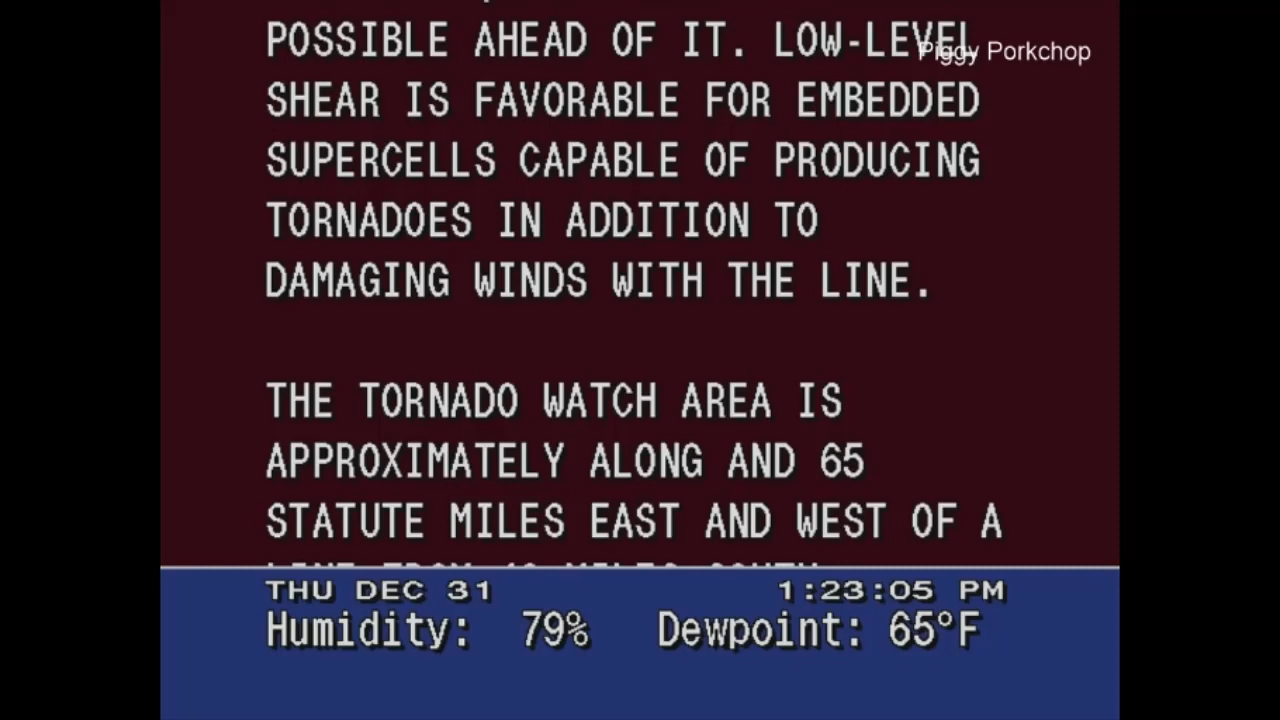 POSSIBLE AHEAD OF IT. LOW-LEVEL
Piggy Porkchop
SHEAR IS FAVORABLE FOR EMBEDDED
SUPERCELLS CAPABLE OF PRODUCING
TORNADOES IN ADDITION TO
DAMAGING WINDS WITH THE LINE.
THE TORNADO WATCH AREA IS
APPROXIMATELY ALONG AND 65
STATUTE MILES EAST AND WEST OF A
THU DEC 31 1:23:05 PM
Humidity: 79% Dewpoint: 65°F